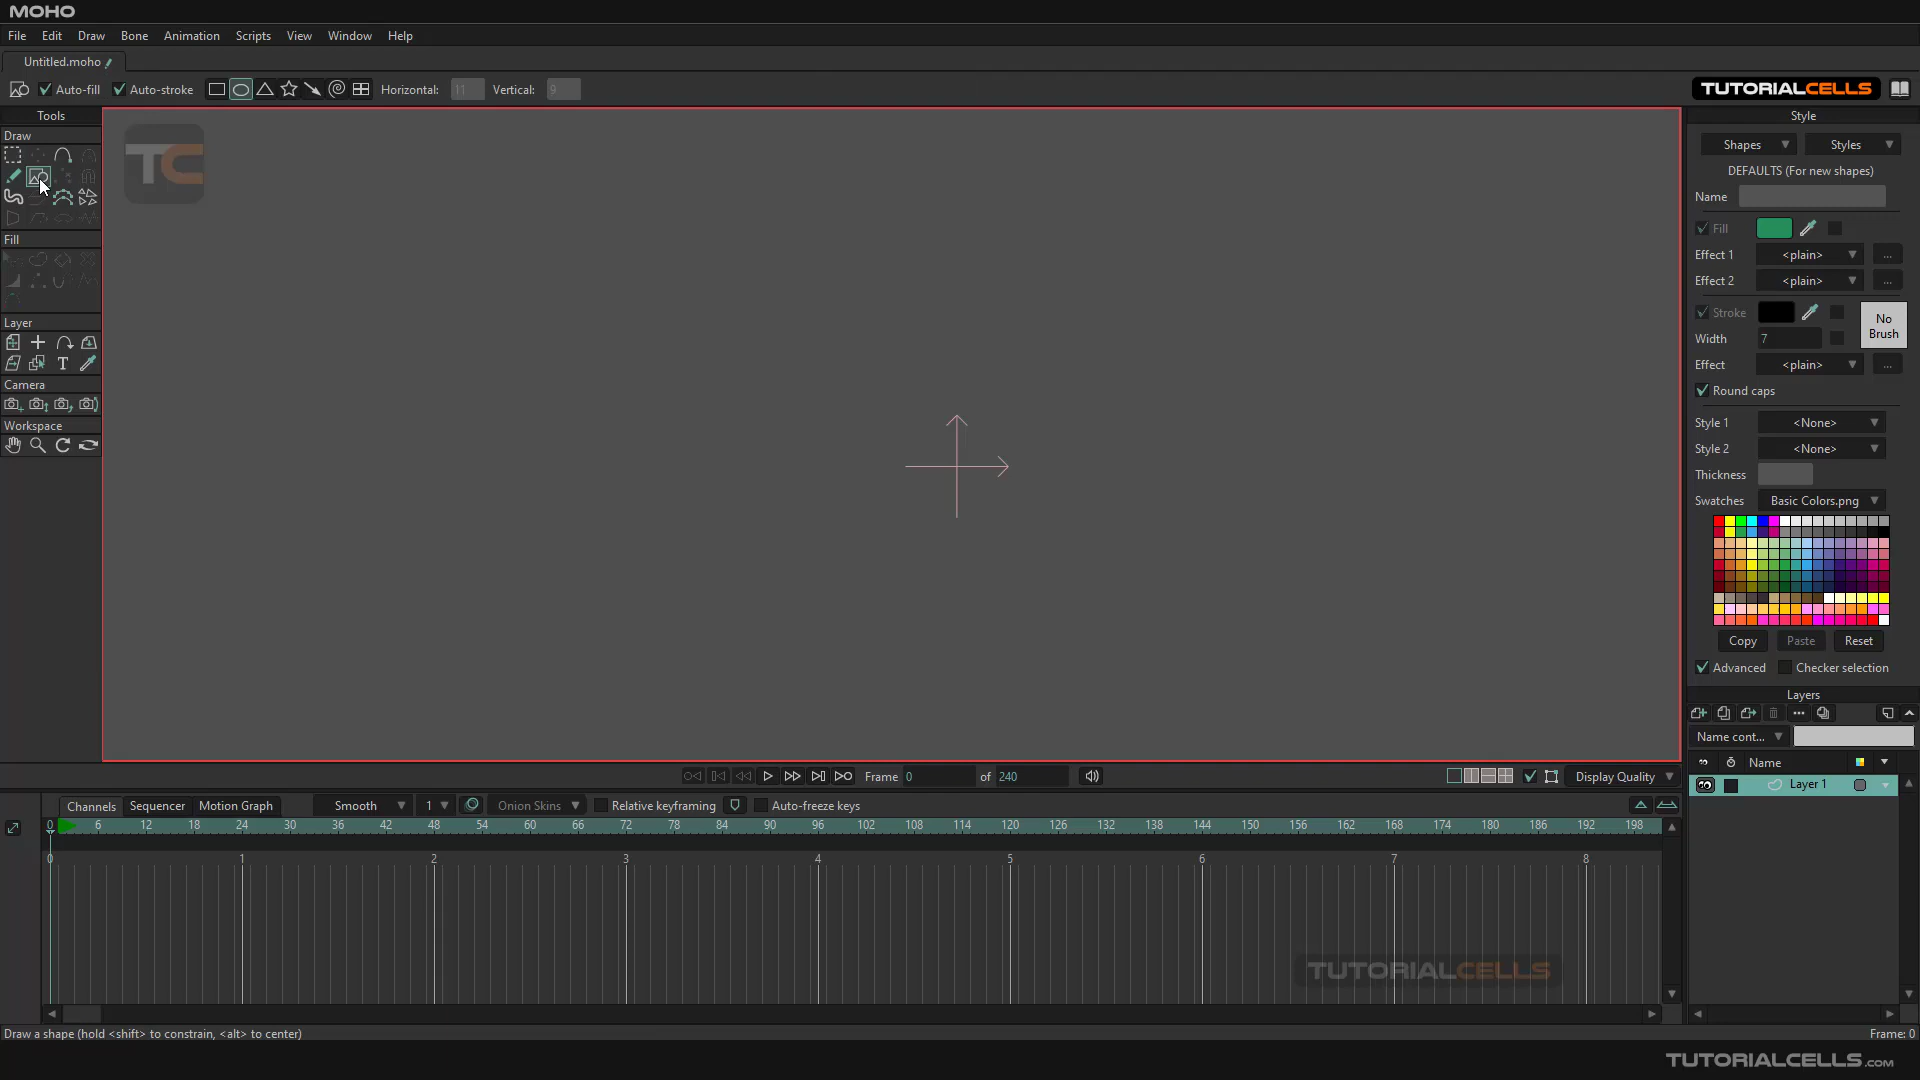 MOHO
File Edit Draw Bone Animation Scripts View Window Help
Untitled.moho
Auto-fill Auto-stroke Horizontal: 11 Vertical: 9
TUTORIALCELLS
Tools
Draw
Fill
Layer
T
Camera
Workspace
TC
Style
Shapes Styles
DEFAULTS (For new shapes)
Name
Fill
Effect 1 <plain> ...
Effect 2 <plain> ...
Stroke
No Brush
Width 7
Effect <plain> ...
Round caps
Style 1 <None>
Style 2 <None>
Thickness
Swatches Basic Colors.png
Copy Paste Reset
Advanced Checker selection
Layers
Name cont...
Name
Layer 1
Frame 0 of 240
Display Quality
Channels Sequencer Motion Graph Smooth 1 Onion Skins Relative keyframing Auto-freeze keys
0 6 12 18 24 30 36 42 48 54 60 66 72 78 84 90 96 102 108 114 120 126 132 138 144 150 156 162 168 174 180 186 192 198
0 1 2 3 4 5 6 7 8
TUTORIALCELLS
Draw a shape (hold <shift> to constrain, <alt> to center)
Frame: 0
TUTORIALCELLS.COM